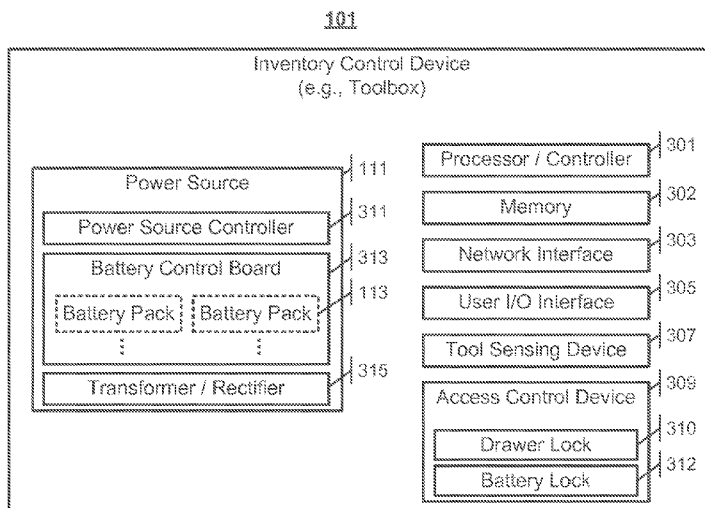 101
Inventory Control Device
(e.g., Toolbox)
Power Source
111
Power Source Controller
311
Battery Control Board
313
Battery Pack
Battery Pack
113
Transformer / Rectifier
315
Processor / Controller
301
Memory
302
Network Interface
303
User I/O Interface
305
Tool Sensing Device
307
Access Control Device
309
Drawer Lock
310
Battery Lock
312